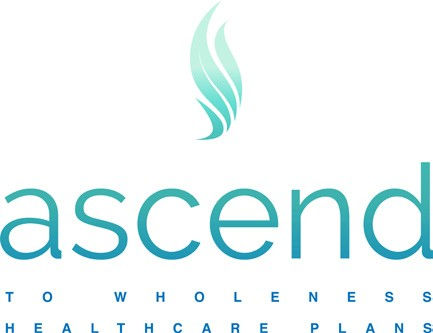 ascend
TO WHOLENESS
HEALTHCARE PLANS